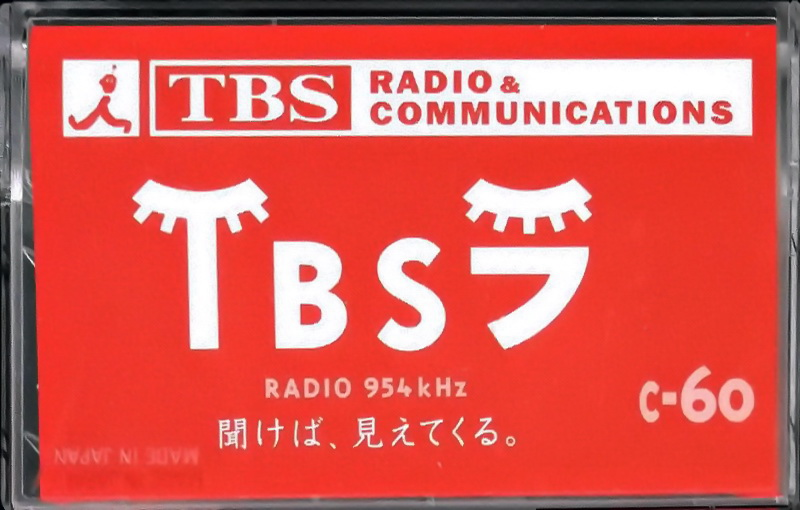 TBS RADIO &
COMMUNICATIONS
TBSラ
RADIO 954kHz
C-60
聞けば、見えてくる。
MADE IN JAPAN